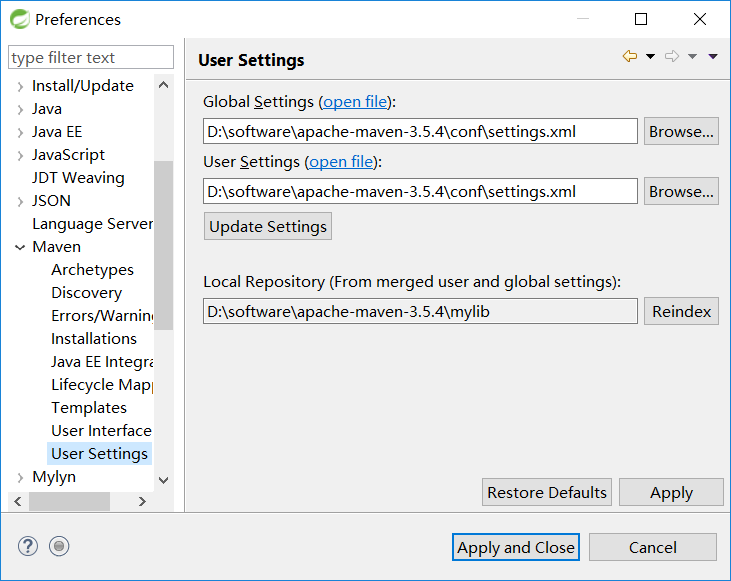 Preferences
type filter text
Install/Update
Java
Java EE
JavaScript
JDT Weaving
JSON
Language Server
Maven
Archetypes
Discovery
Errors/Warning
Installations
Java EE Integra
Lifecycle Mapp
Templates
User Interface
User Settings
Mylyn
User Settings
Global Settings (open file):
D:\software\apache-maven-3.5.4\conf\settings.xml Browse...
User Settings (open file):
D:\software\apache-maven-3.5.4\conf\settings.xml Browse...
Update Settings
Local Repository (From merged user and global settings):
D:\software\apache-maven-3.5.4\mylib Reindex
Restore Defaults Apply
? Apply and Close Cancel